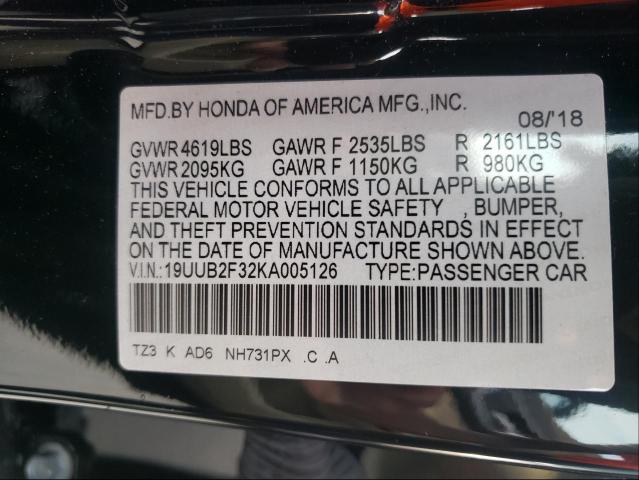 MFD.BY HONDA OF AMERICA MFG.,INC.
08/'18
GVWR 4619LBS GAWR F 2535LBS R 2161LBS
GVWR 2095KG GAWR F 1150KG R 980KG
THIS VEHICLE CONFORMS TO ALL APPLICABLE
FEDERAL MOTOR VEHICLE SAFETY , BUMPER,
AND THEFT PREVENTION STANDARDS IN EFFECT
ON THE DATE OF MANUFACTURE SHOWN ABOVE.
V.I.N.:19UUB2F32KA005126 TYPE:PASSENGER CAR
TZ3 K AD6 NH731PX .C .A